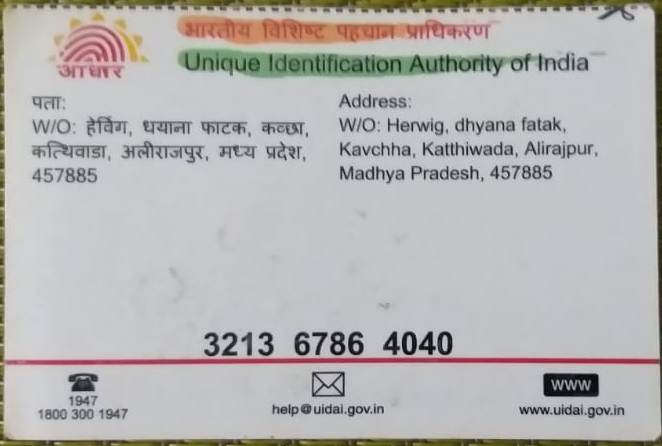 भारतीय विशिष्ट पहचान प्राधिकरण
Unique Identification Authority of India
आधार
पता:
W/O: हेर्विग, धयाना फाटक, कव्छा,
कत्थिवाडा, अलीराजपुर, मध्य प्रदेश,
457885
Address:
W/O: Herwig, dhyana fatak,
Kavchha, Katthiwada, Alirajpur,
Madhya Pradesh, 457885
3213 6786 4040
1947
1800 300 1947
help@uidai.gov.in
www
www.uidai.gov.in